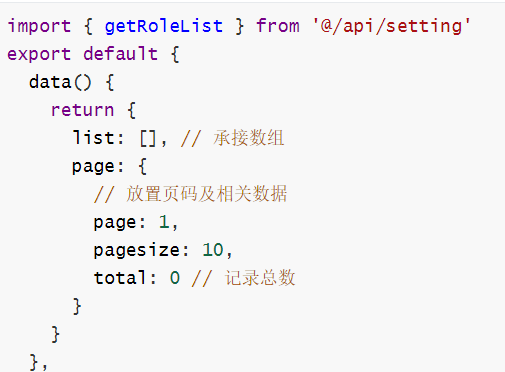 import { getRoleList } from '@/api/setting'
export default {
  data() {
    return {
      list: [], // 承接数组
      page: {
        // 放置页码及相关数据
        page: 1,
        pagesize: 10,
        total: 0 // 记录总数
      }
    }
  },